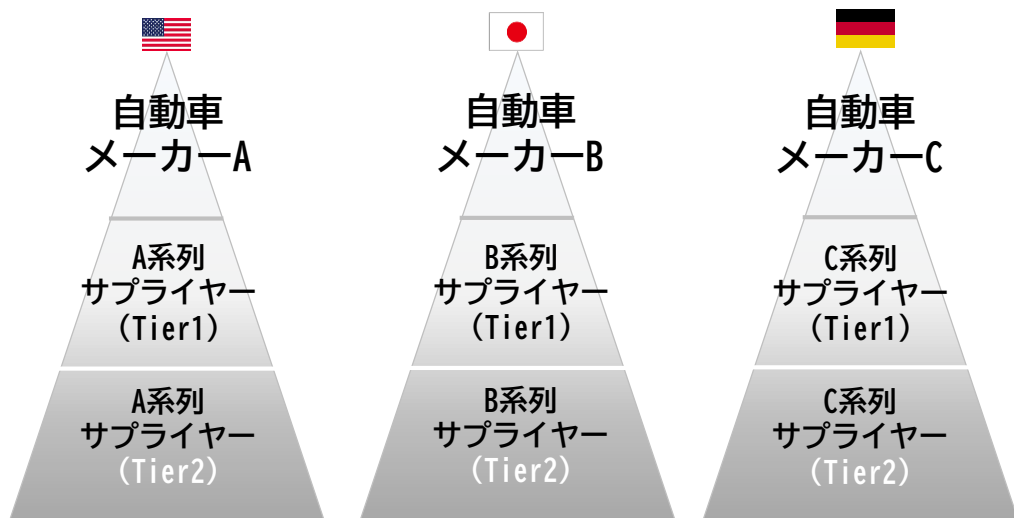 自動車
メーカーA
A系列
サプライヤー
(Tier1)
A系列
サプライヤー
(Tier2)
自動車
メーカーB
B系列
サプライヤー
(Tier1)
B系列
サプライヤー
(Tier2)
自動車
メーカーC
C系列
サプライヤー
(Tier1)
C系列
サプライヤー
(Tier2)